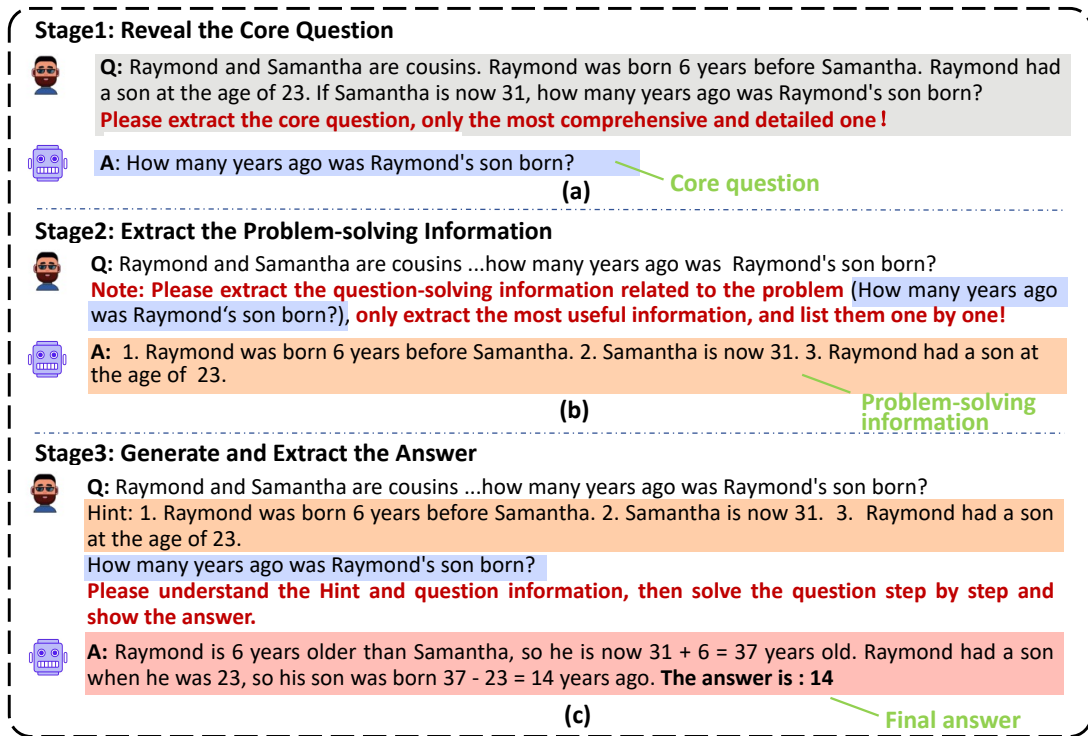 Stage1: Reveal the Core Question
Q: Raymond and Samantha are cousins. Raymond was born 6 years before Samantha. Raymond had
a son at the age of 23. If Samantha is now 31, how many years ago was Raymond's son born?
Please extract the core question, only the most comprehensive and detailed one!
A: How many years ago was Raymond's son born?
Core question
(a)
Stage2: Extract the Problem-solving Information
Q: Raymond and Samantha are cousins ...how many years ago was Raymond's son born?
Note: Please extract the question-solving information related to the problem (How many years ago
was Raymond‘s son born?), only extract the most useful information, and list them one by one!
A: 1. Raymond was born 6 years before Samantha. 2. Samantha is now 31. 3. Raymond had a son at
the age of 23.
Problem-solving
information
(b)
Stage3: Generate and Extract the Answer
Q: Raymond and Samantha are cousins ...how many years ago was Raymond's son born?
Hint: 1. Raymond was born 6 years before Samantha. 2. Samantha is now 31. 3. Raymond had a son
at the age of 23.
How many years ago was Raymond's son born?
Please understand the Hint and question information, then solve the question step by step and
show the answer.
A: Raymond is 6 years older than Samantha, so he is now 31 + 6 = 37 years old. Raymond had a son
when he was 23, so his son was born 37 - 23 = 14 years ago. The answer is : 14
Final answer
(c)